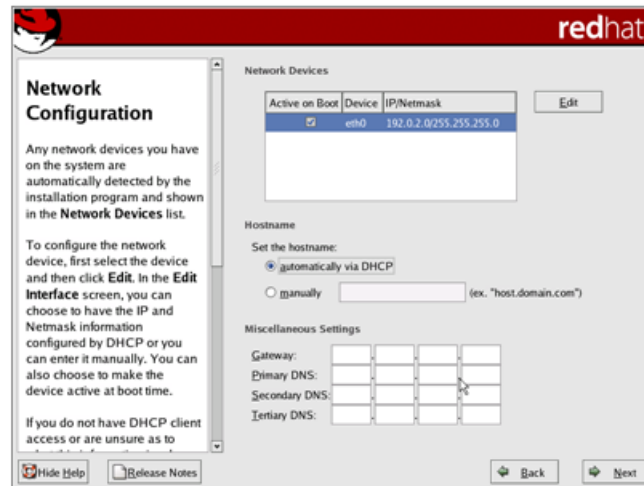 redhat
Network
Configuration
Any network devices you have
on the system are
automatically detected by the
installation program and shown
in the Network Devices list.
To configure the network
device, first select the device
and then click Edit. In the Edit
Interface screen, you can
choose to have the IP and
Netmask information
configured by DHCP or you
can enter it manually. You can
also choose to make the
device active at boot time.
If you do not have DHCP client
access or are unsure as to
Network Devices
Active on Boot Device IP/Netmask
eth0 192.0.2.0/255.255.255.0
Edit
Hostname
Set the hostname:
automatically via DHCP
manually (ex. "host.domain.com")
Miscellaneous Settings
Gateway:
Primary DNS:
Secondary DNS:
Tertiary DNS:
Hide Help
Release Notes
Back
Next